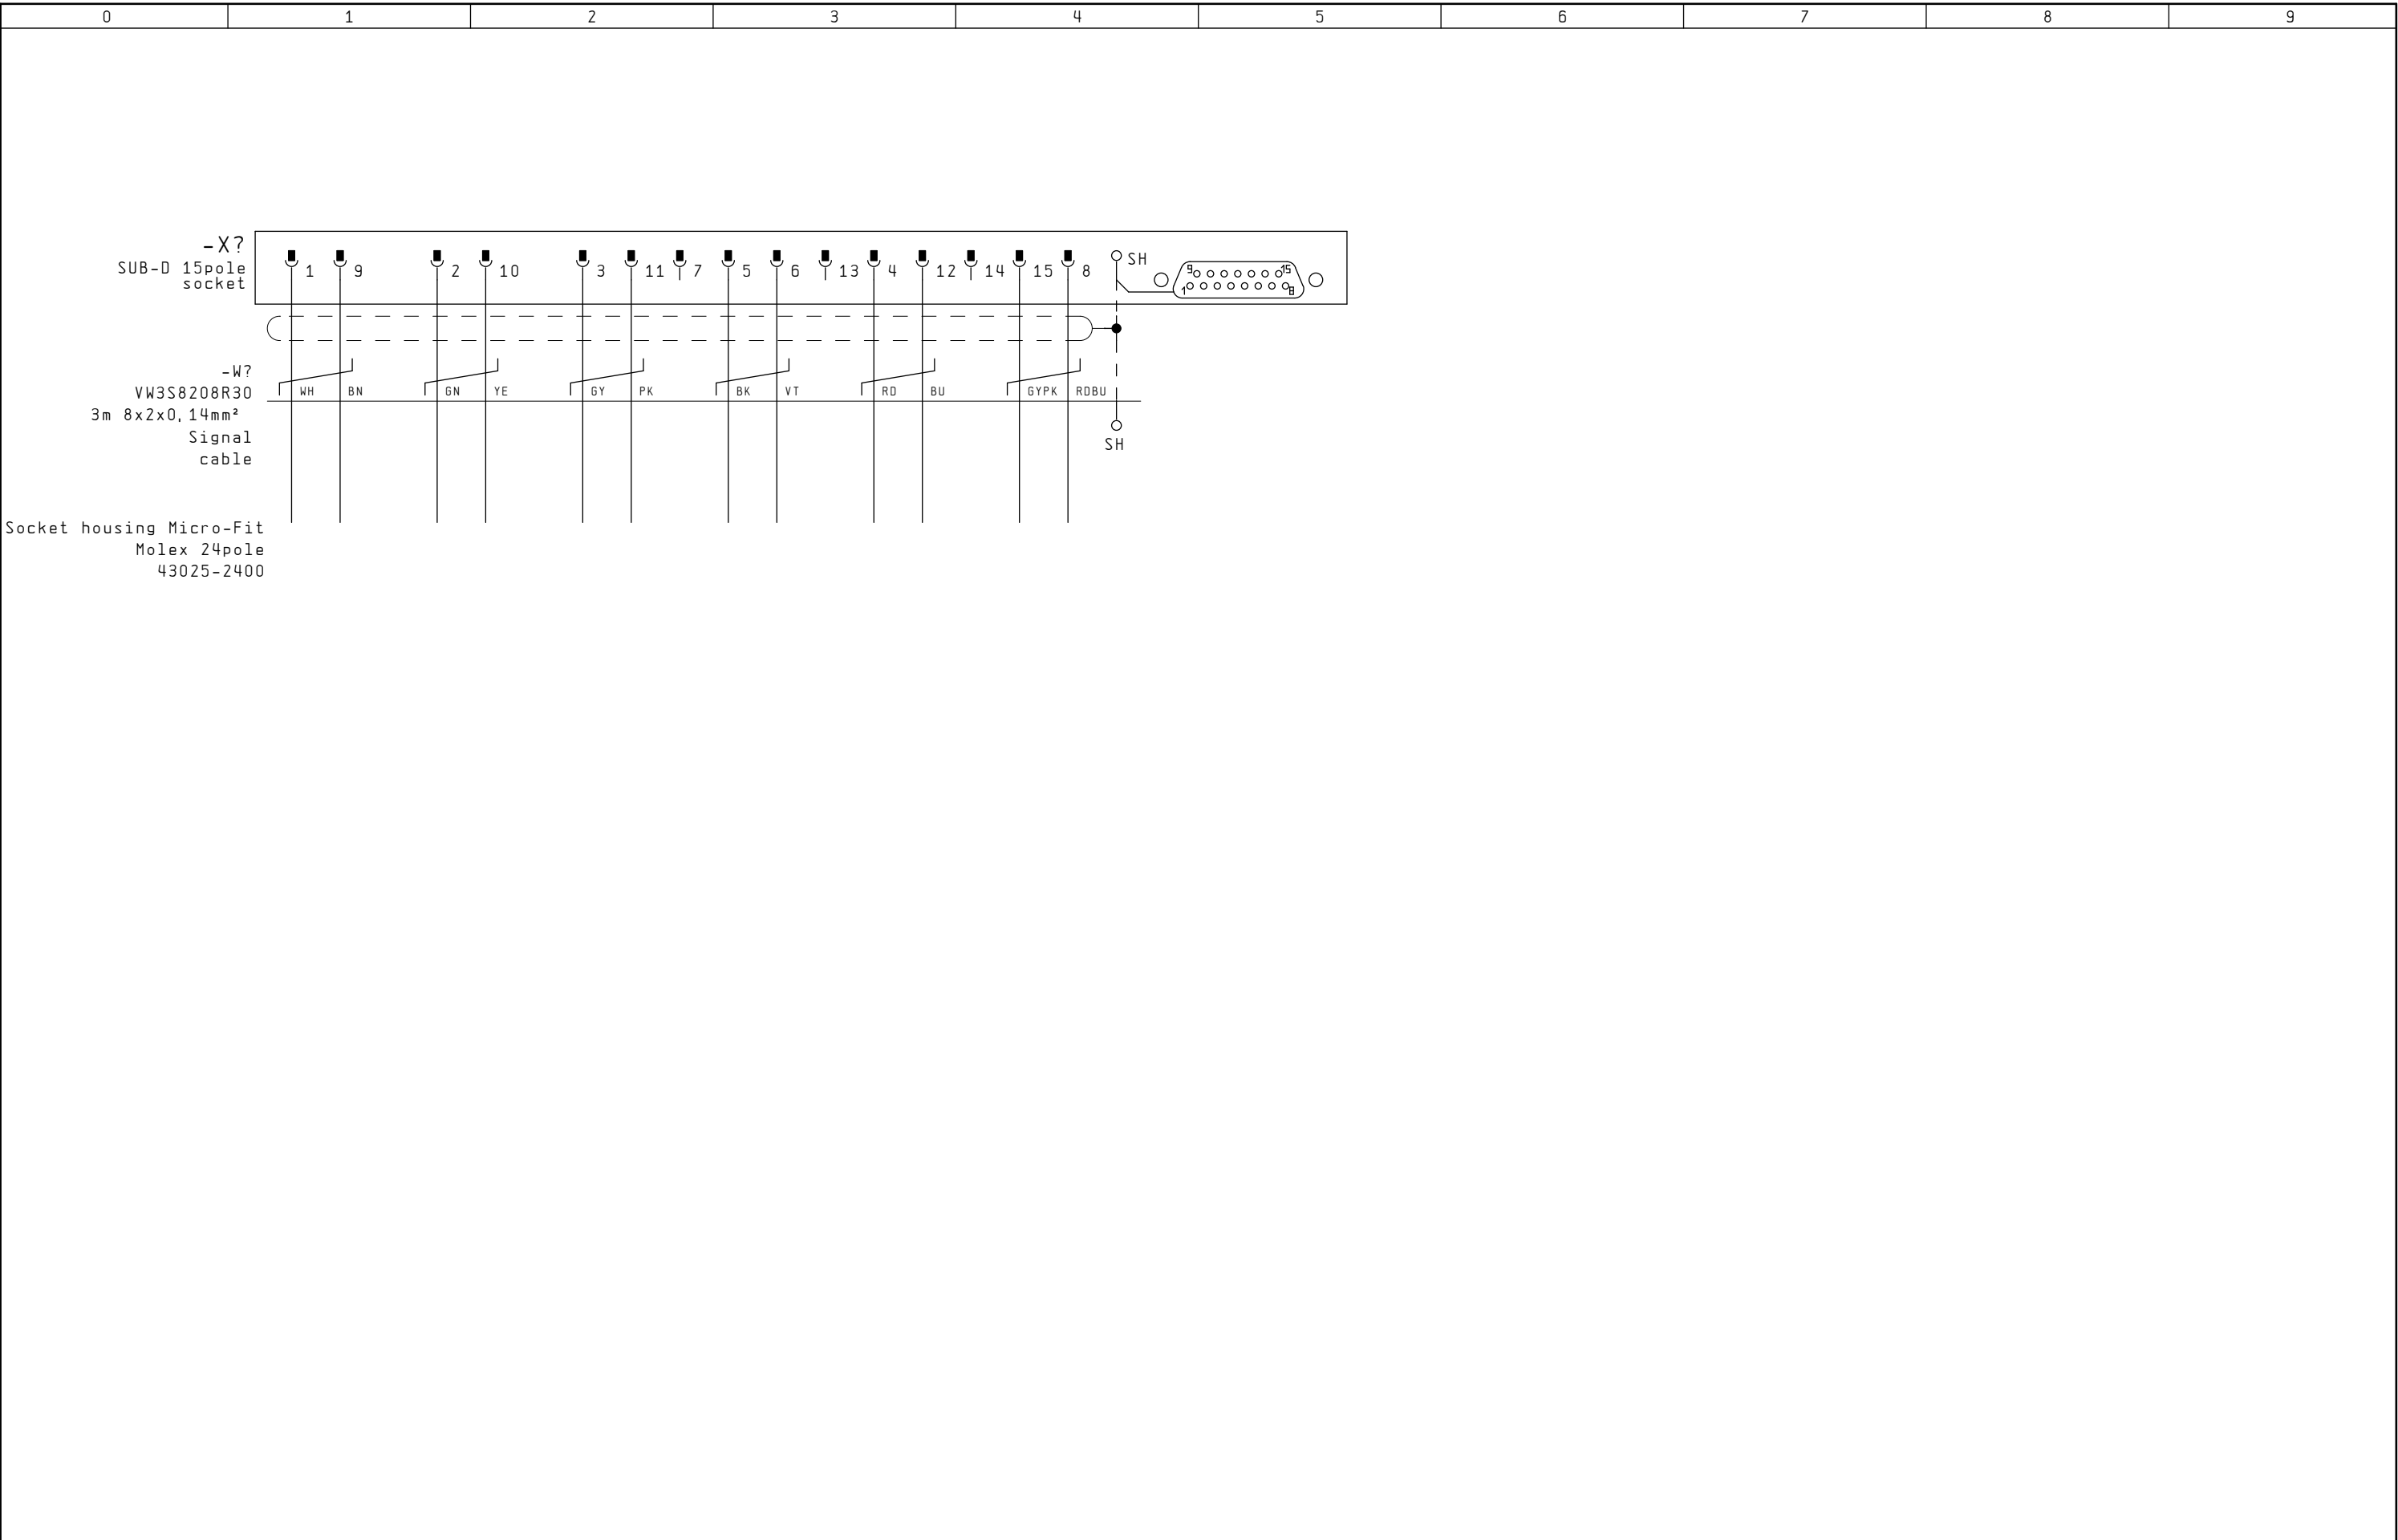 0 1 2 3 4 5 6 7 8 9
-X?
SUB-D 15pole
socket
1 9 2 10 3 11 7 5 6 13 4 12 14 15 8 SH
9 15
1 8
-W?
VW3S8208R30
3m 8x2x0,14mm²
Signal
cable
WH BN GN YE GY PK BK VT RD BU GYPK RDBU
SH
Socket housing Micro-Fit
Molex 24pole
43025-2400